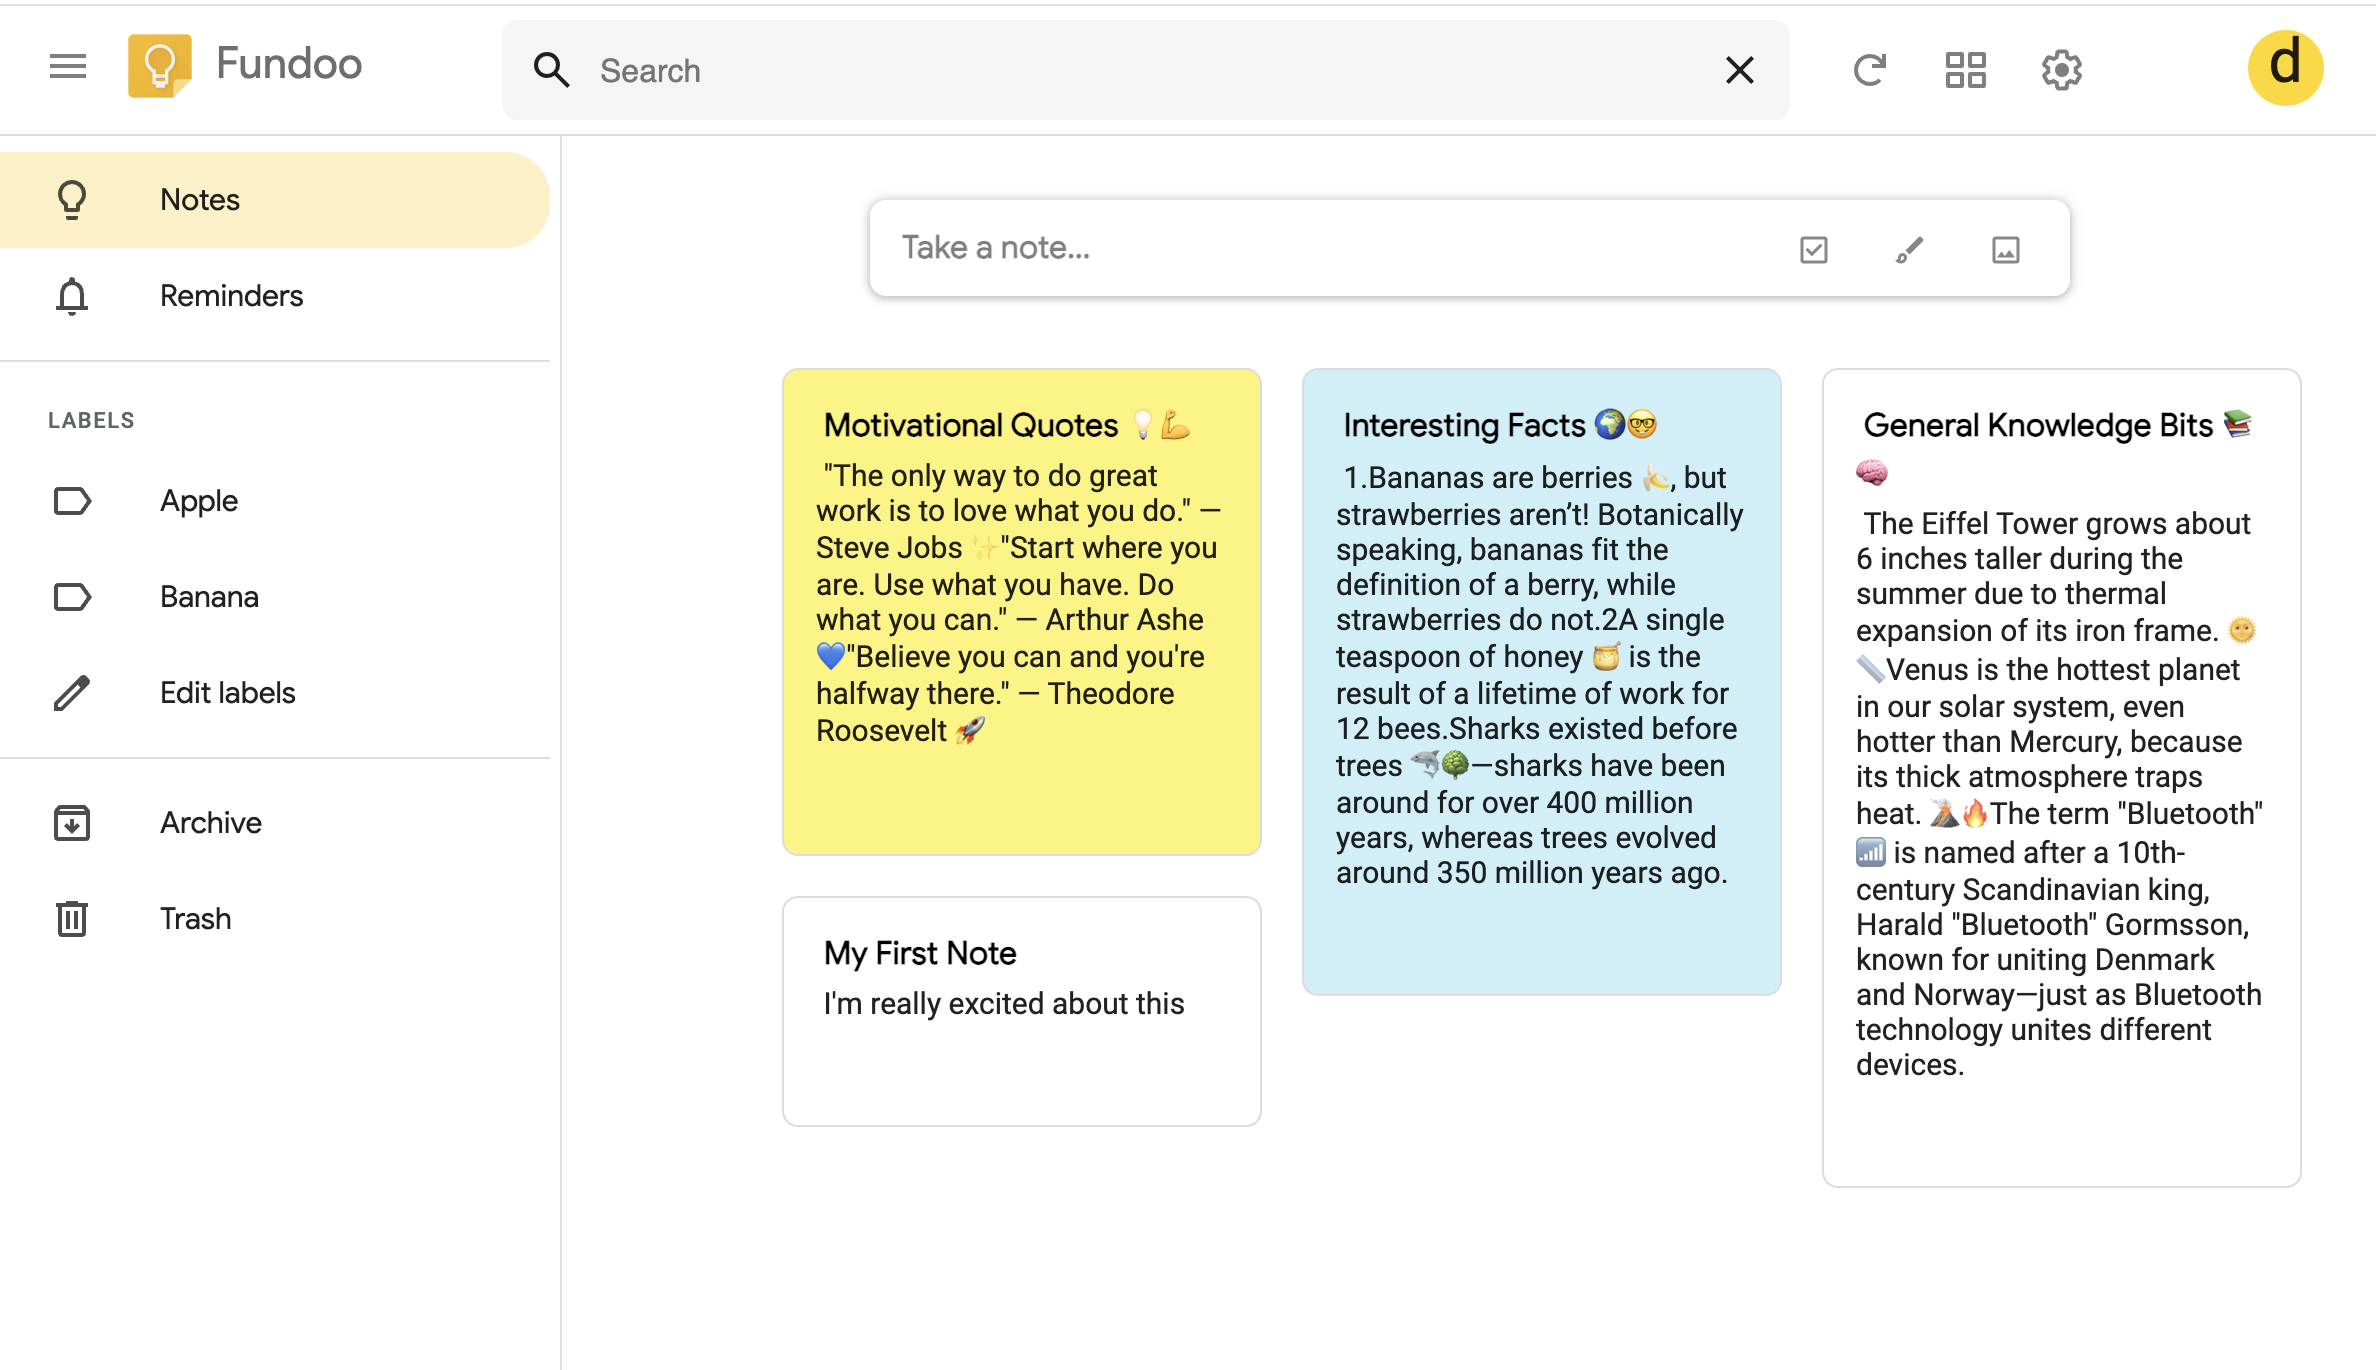 Fundoo
Search
d
Notes
Reminders
LABELS
Apple
Banana
Edit labels
Archive
Trash
Take a note...
Motivational Quotes 💡💪
"The only way to do great
work is to love what you do." —
Steve Jobs ✨"Start where you
are. Use what you have. Do
what you can." — Arthur Ashe
💙"Believe you can and you're
halfway there." — Theodore
Roosevelt 🚀
My First Note
I'm really excited about this
Interesting Facts 🌍🤓
1.Bananas are berries 🍌, but
strawberries aren’t! Botanically
speaking, bananas fit the
definition of a berry, while
strawberries do not.2A single
teaspoon of honey 🍯 is the
result of a lifetime of work for
12 bees.Sharks existed before
trees 🦈🌳—sharks have been
around for over 400 million
years, whereas trees evolved
around 350 million years ago.
General Knowledge Bits 📚
🧠
The Eiffel Tower grows about
6 inches taller during the
summer due to thermal
expansion of its iron frame. 🌞
📏Venus is the hottest planet
in our solar system, even
hotter than Mercury, because
its thick atmosphere traps
heat. 🌋🔥The term "Bluetooth"
📶 is named after a 10th-
century Scandinavian king,
Harald "Bluetooth" Gormsson,
known for uniting Denmark
and Norway—just as Bluetooth
technology unites different
devices.